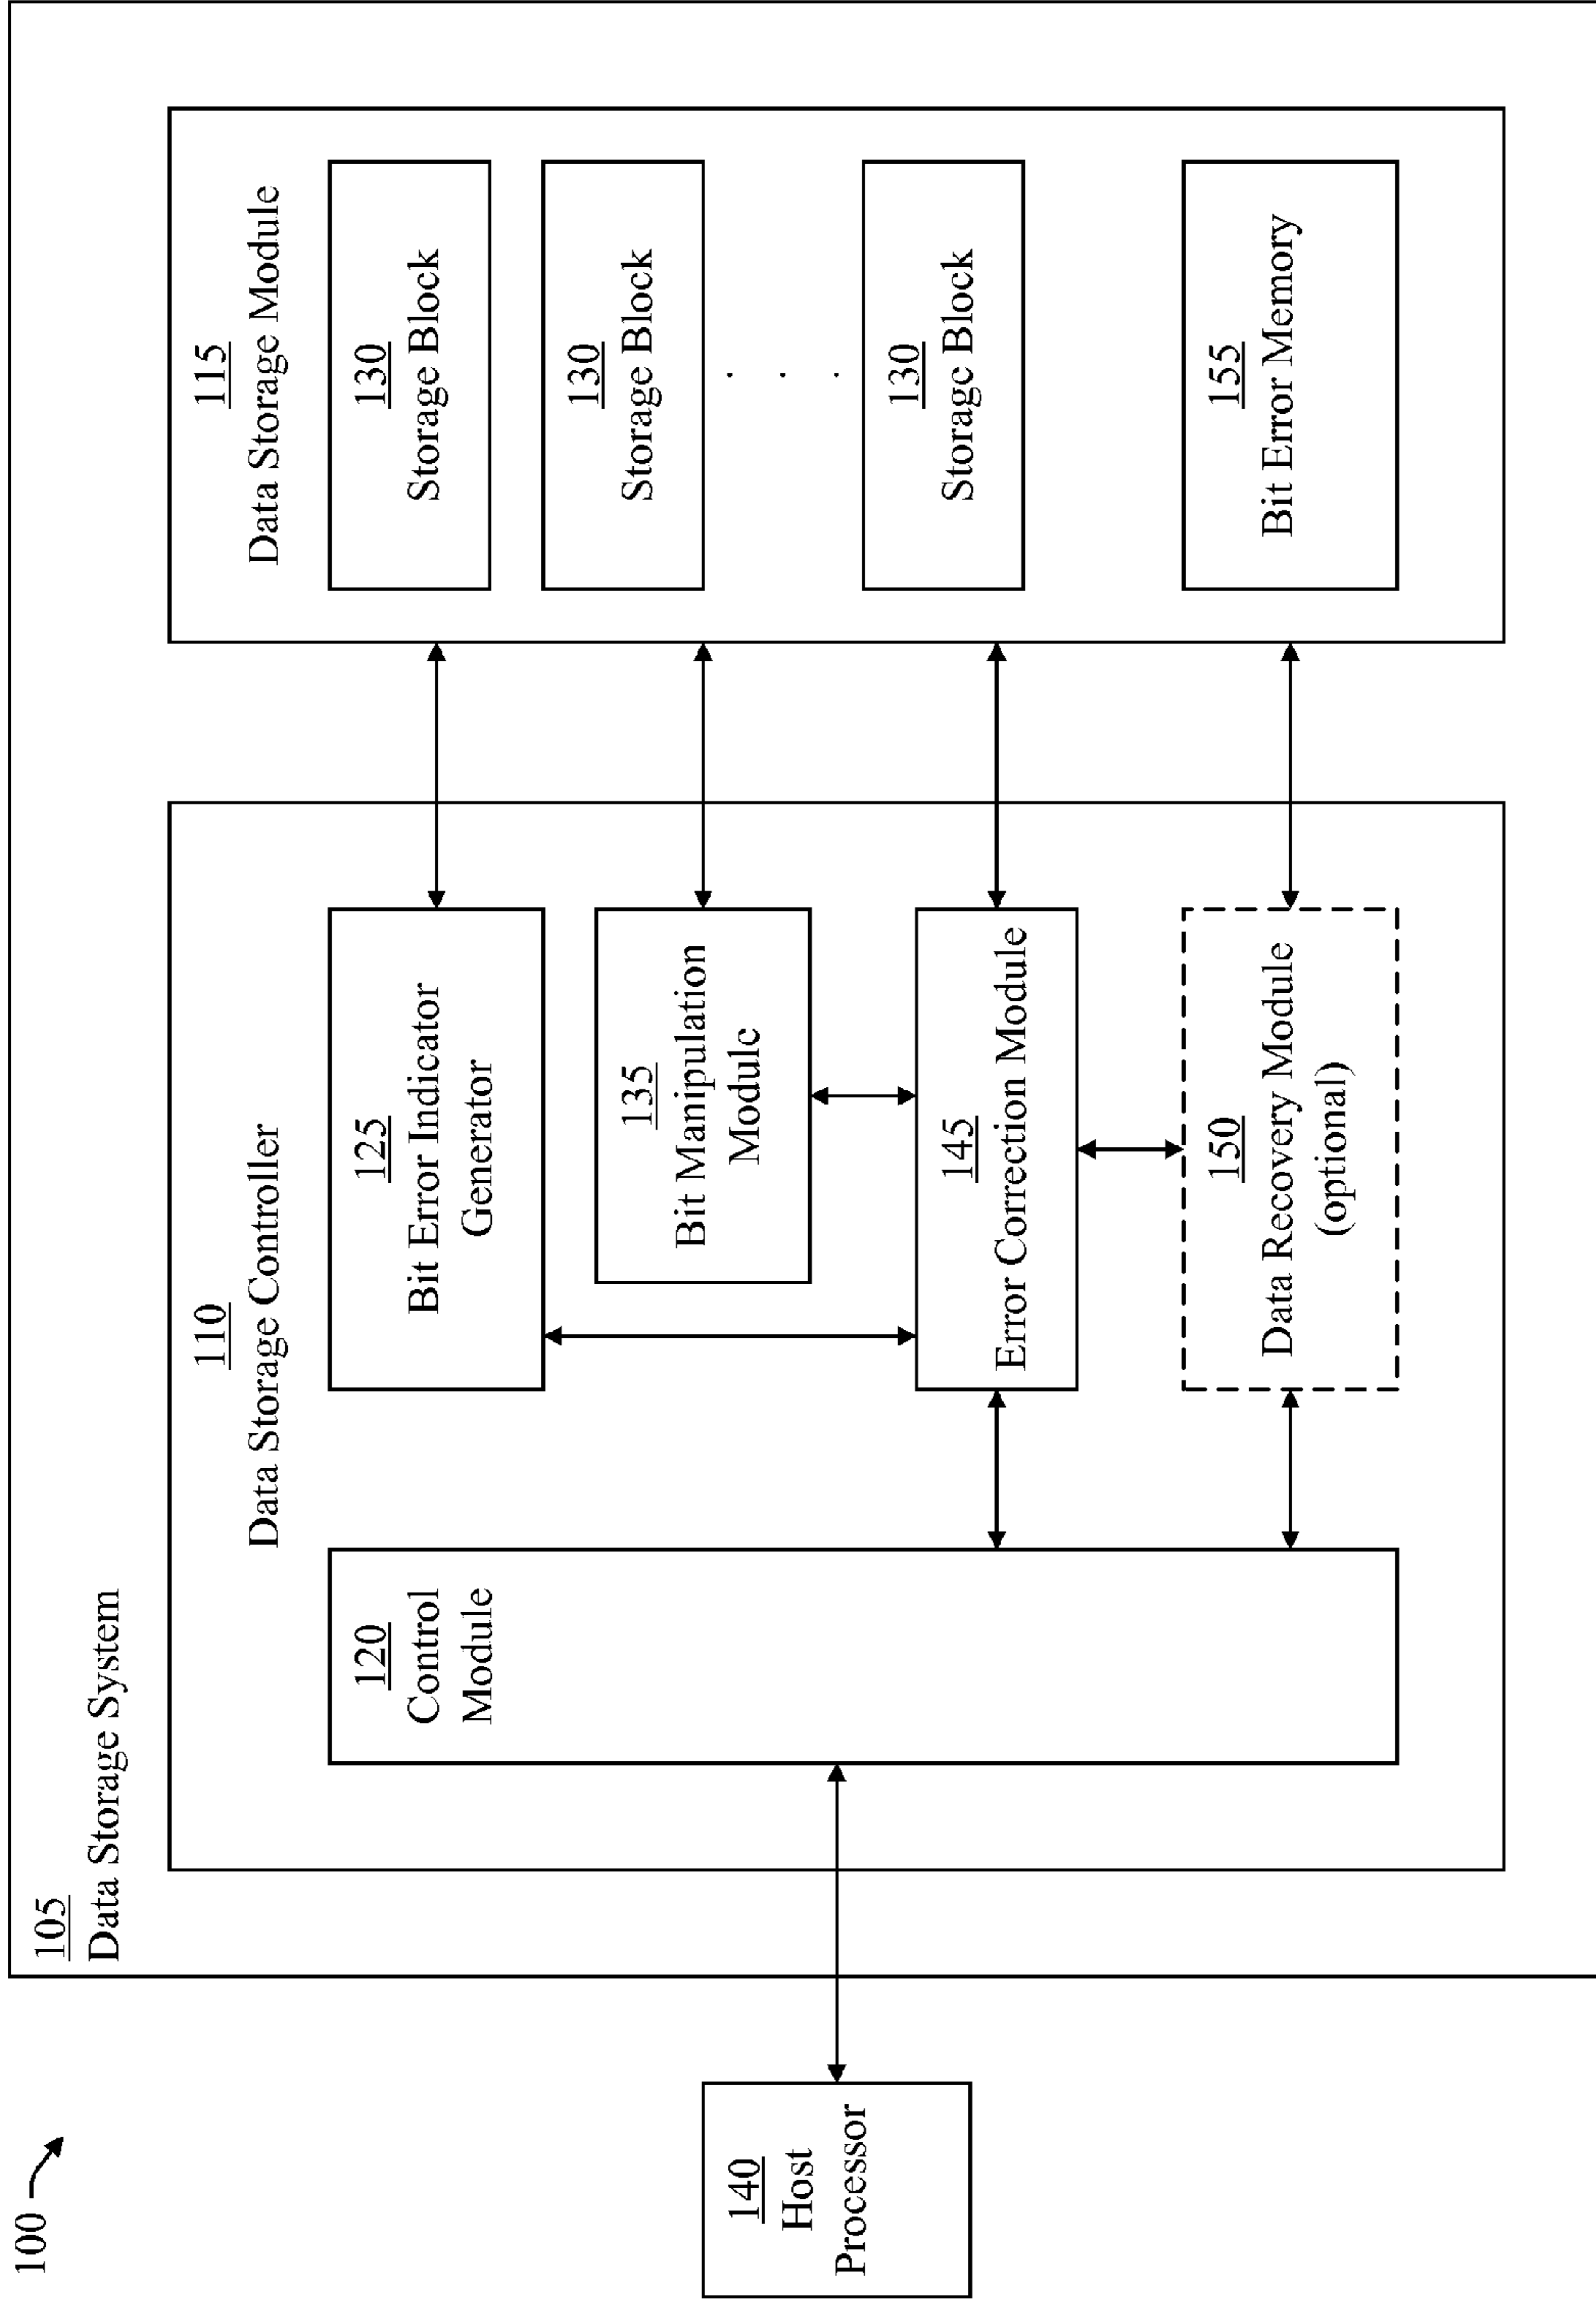 100
105
Data Storage System
110
Data Storage Controller
115
Data Storage Module
140
Host
Processor
120
Control
Module
125
Bit Error Indicator
Generator
135
Bit Manipulation
Module
145
Error Correction Module
150
Data Recovery Module
(optional)
130
Storage Block
130
Storage Block
. . .
130
Storage Block
155
Bit Error Memory